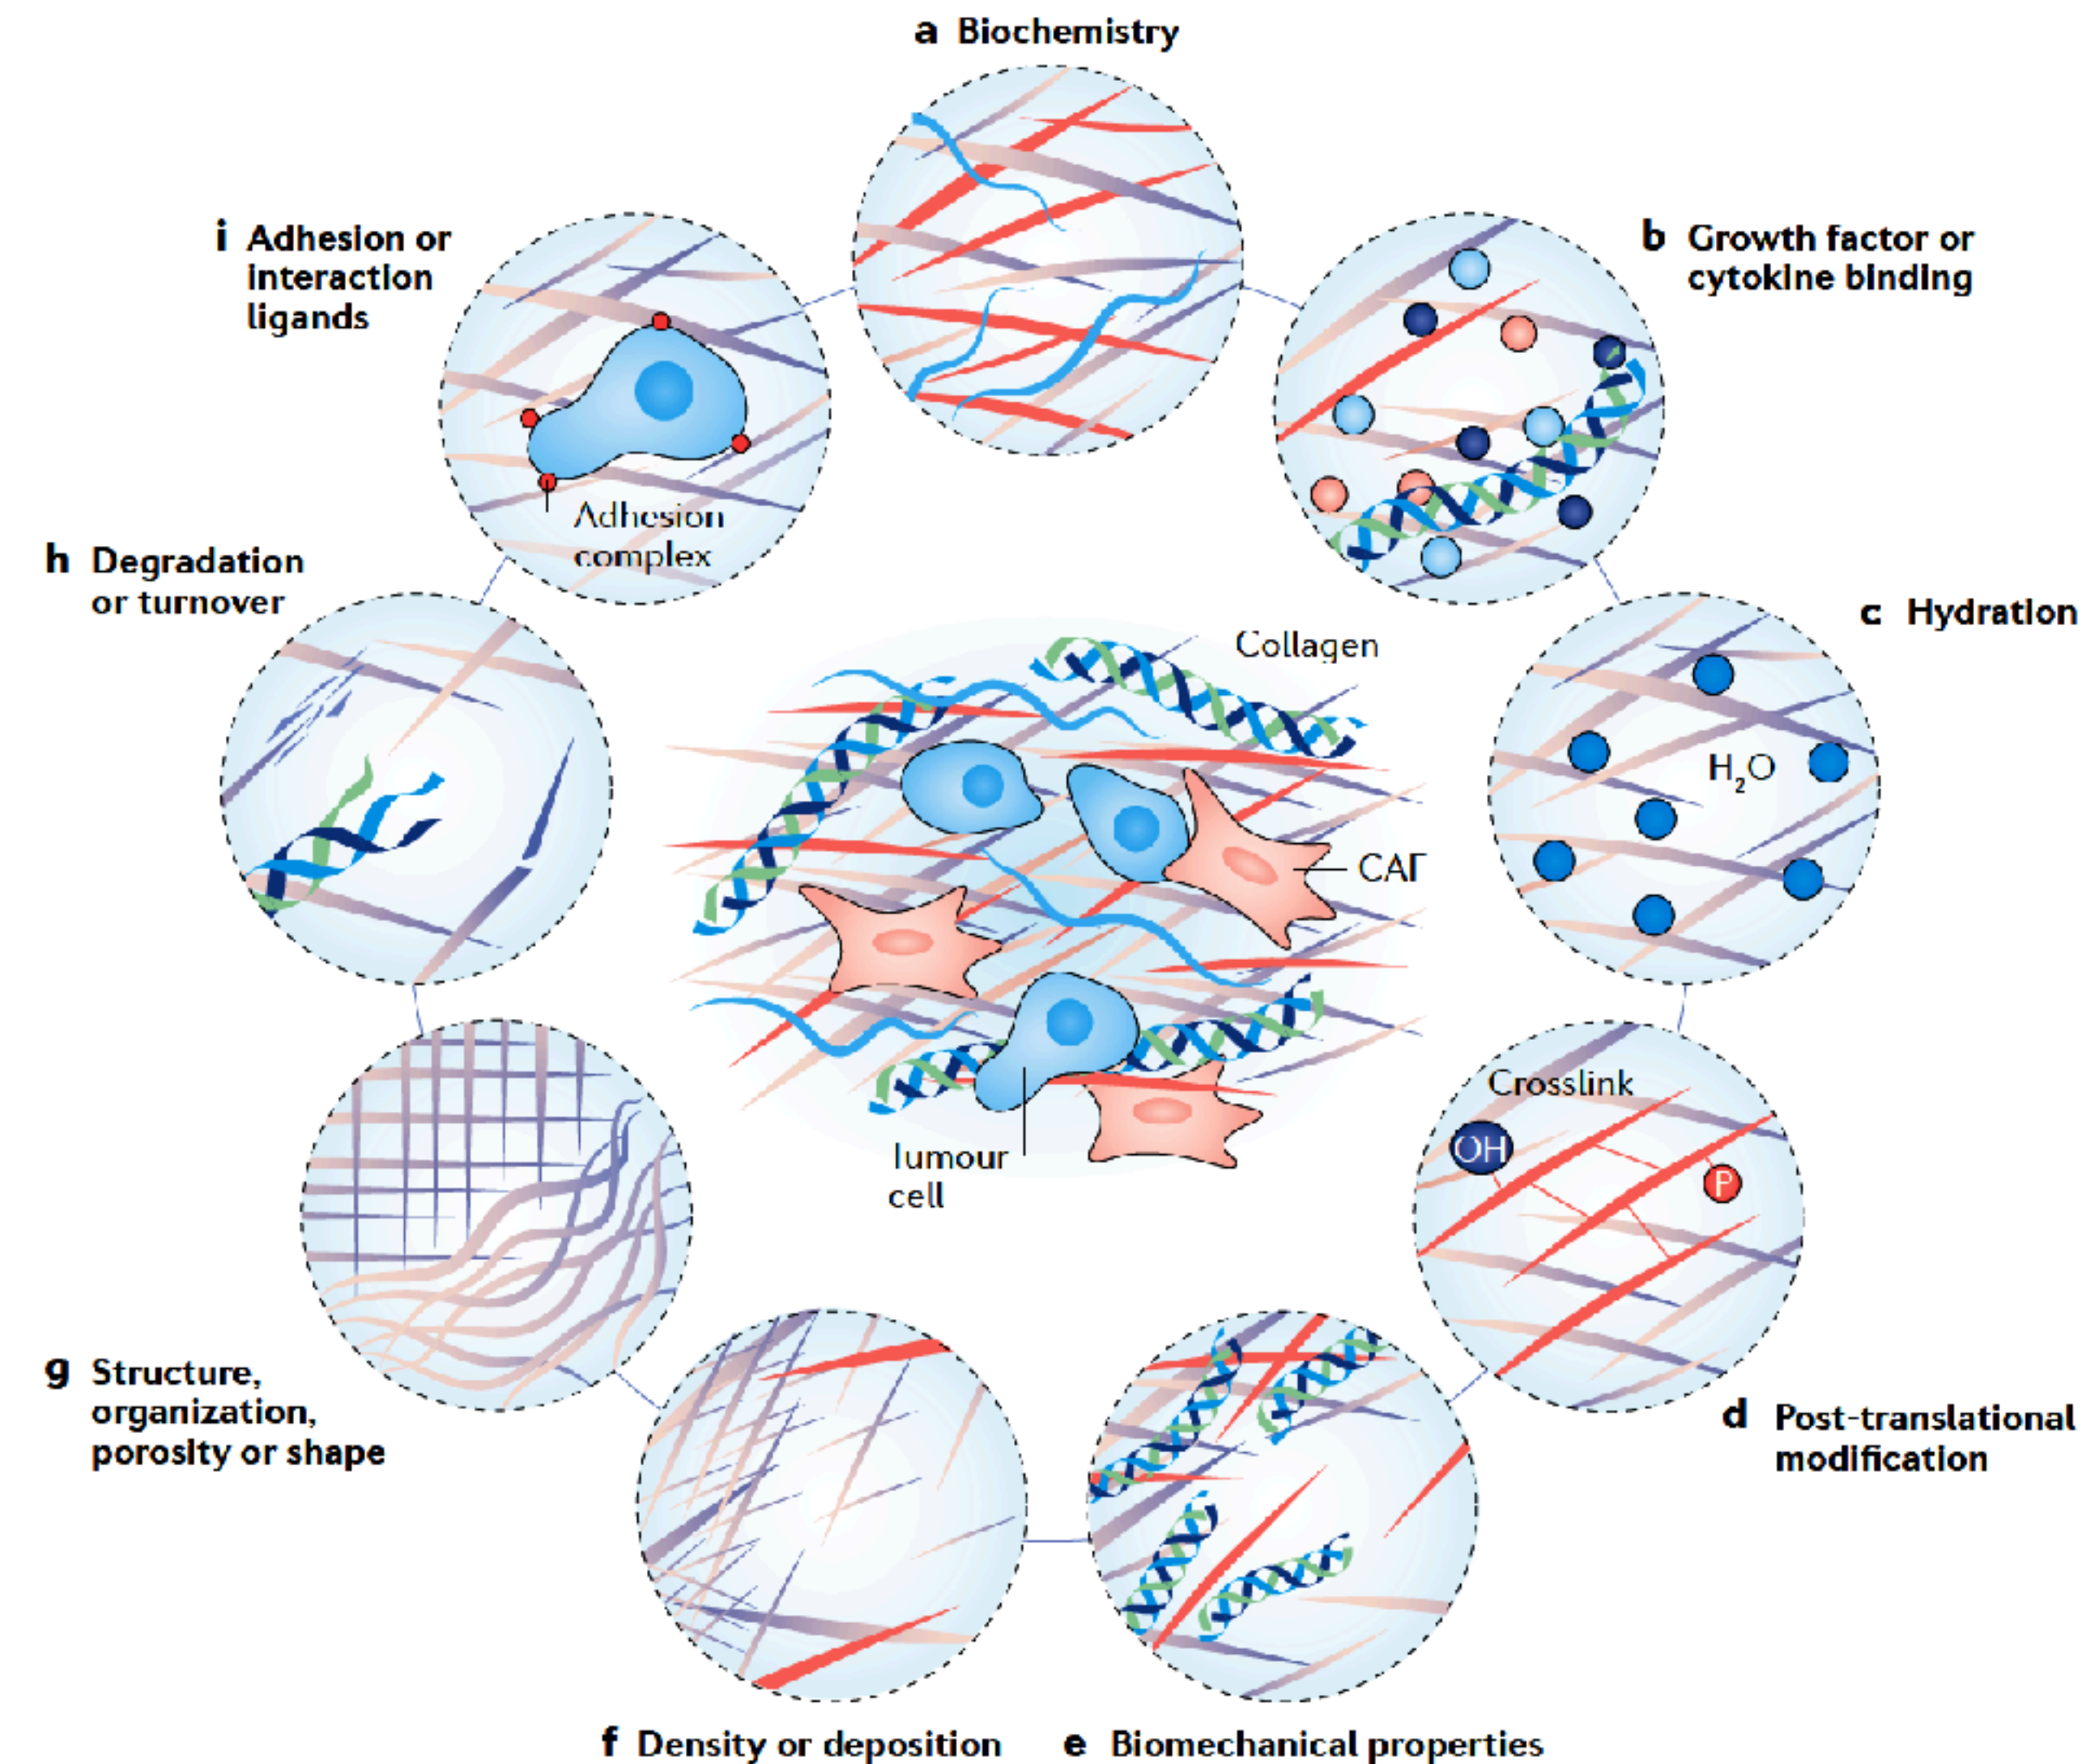 a Biochemistry
i Adhesion or
interaction
ligands
b Growth factor or
cytokine binding
Adhesion
complex
h Degradation
or turnover
c Hydration
Collagen
H₂O
CAF
Crosslink
OH
P
Tumour
cell
g Structure,
organization,
porosity or shape
d Post-translational
modification
f Density or deposition
e Biomechanical properties